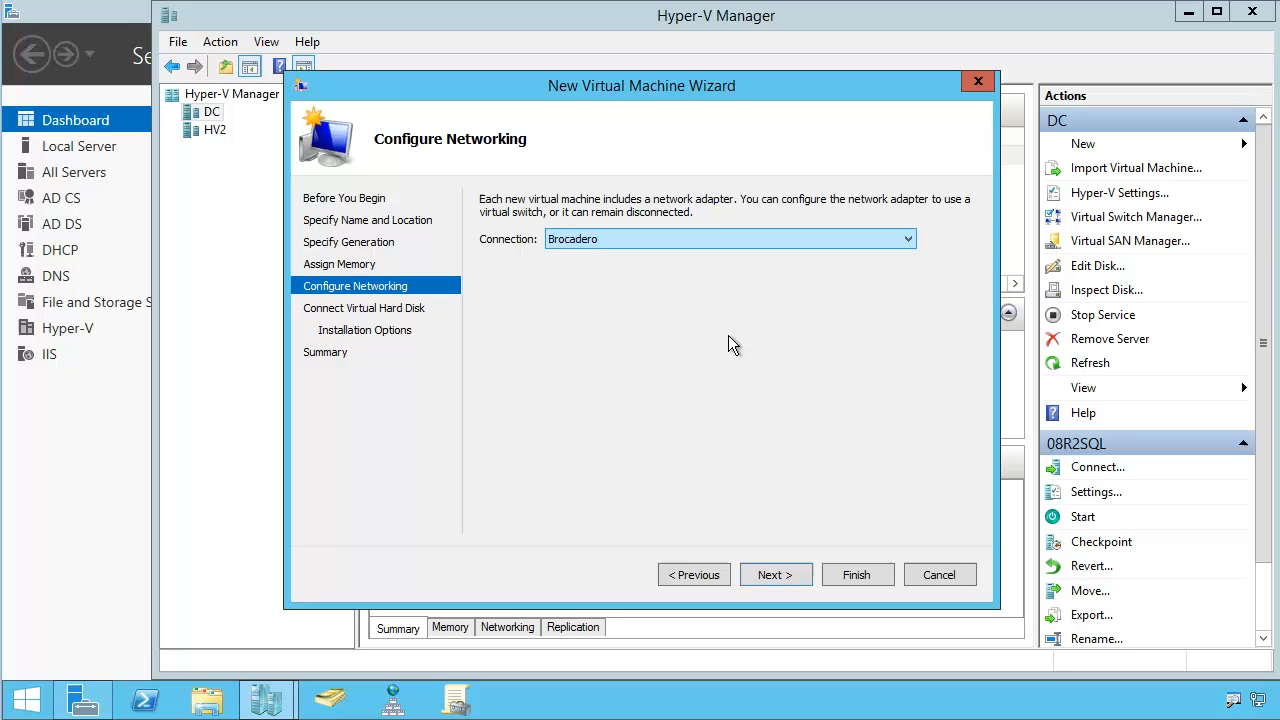 Hyper-V Manager
File Action View Help
Se
Dashboard
Local Server
All Servers
AD CS
AD DS
DHCP
DNS
File and Storage S
Hyper-V
IIS
Hyper-V Manager
DC
HV2
New Virtual Machine Wizard
Configure Networking
Before You Begin
Specify Name and Location
Specify Generation
Assign Memory
Configure Networking
Connect Virtual Hard Disk
Installation Options
Summary
Each new virtual machine includes a network adapter. You can configure the network adapter to use a
virtual switch, or it can remain disconnected.
Connection: Brocadero
< Previous Next > Finish Cancel
Summary Memory Networking Replication
Actions
DC
New
Import Virtual Machine...
Hyper-V Settings...
Virtual Switch Manager...
Virtual SAN Manager...
Edit Disk...
Inspect Disk...
Stop Service
Remove Server
Refresh
View
Help
08R2SQL
Connect...
Settings...
Start
Checkpoint
Revert...
Move...
Export...
Rename...